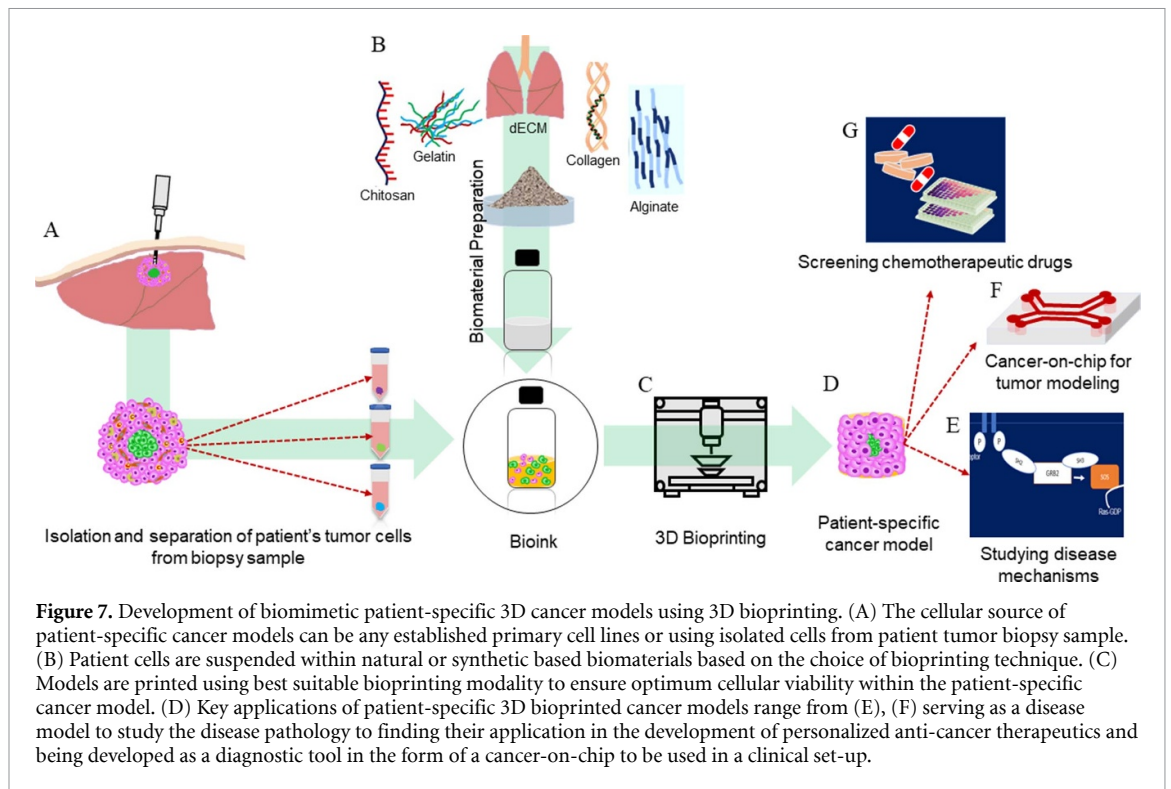 B
dECM
Chitosan
Gelatin
Collagen
Alginate
Biomaterial Preparation
A
Isolation and separation of patient's tumor cells
from biopsy sample
Bioink
C
3D Bioprinting
D
Patient-specific
cancer model
G
Screening chemotherapeutic drugs
F
Cancer-on-chip for
tumor modeling
E
P
P
GRB2
SOS
Ras-GDP
Studying disease
mechanisms
Figure 7. Development of biomimetic patient-specific 3D cancer models using 3D bioprinting. (A) The cellular source of
patient-specific cancer models can be any established primary cell lines or using isolated cells from patient tumor biopsy sample.
(B) Patient cells are suspended within natural or synthetic based biomaterials based on the choice of bioprinting technique. (C)
Models are printed using best suitable bioprinting modality to ensure optimum cellular viability within the patient-specific
cancer model. (D) Key applications of patient-specific 3D bioprinted cancer models range from (E), (F) serving as a disease
model to study the disease pathology to finding their application in the development of personalized anti-cancer therapeutics and
being developed as a diagnostic tool in the form of a cancer-on-chip to be used in a clinical set-up.